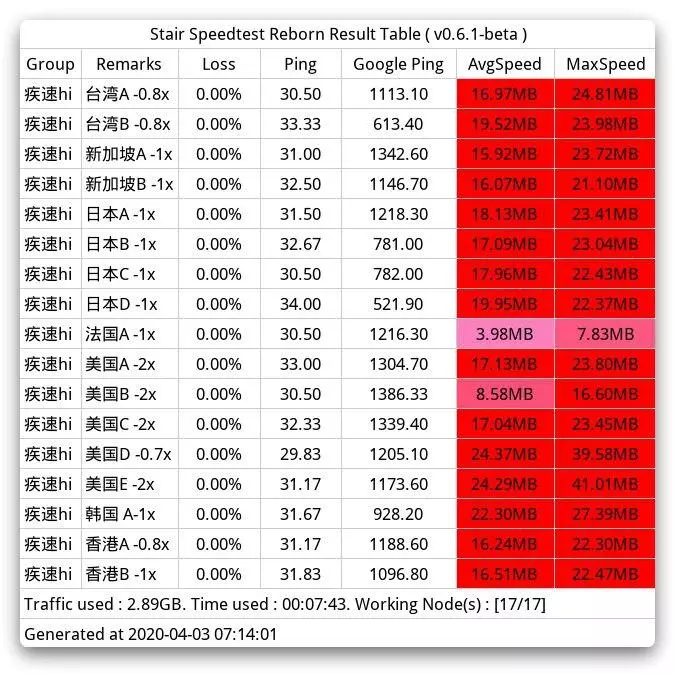 Stair Speedtest Reborn Result Table ( v0.6.1-beta )
Group Remarks Loss Ping Google Ping AvgSpeed MaxSpeed
疾速hi 台湾A -0.8x 0.00% 30.50 1113.10 16.97MB 24.81MB
疾速hi 台湾B -0.8x 0.00% 33.33 613.40 19.52MB 23.98MB
疾速hi 新加坡A -1x 0.00% 31.00 1342.60 15.92MB 23.72MB
疾速hi 新加坡B -1x 0.00% 32.50 1146.70 16.07MB 21.10MB
疾速hi 日本A -1x 0.00% 31.50 1218.30 18.13MB 23.41MB
疾速hi 日本B -1x 0.00% 32.67 781.00 17.09MB 23.04MB
疾速hi 日本C -1x 0.00% 30.50 782.00 17.96MB 22.43MB
疾速hi 日本D -1x 0.00% 34.00 521.90 19.95MB 22.37MB
疾速hi 法国A -1x 0.00% 30.50 1216.30 3.98MB 7.83MB
疾速hi 美国A -2x 0.00% 33.00 1304.70 17.13MB 23.80MB
疾速hi 美国B -2x 0.00% 30.50 1386.33 8.58MB 16.60MB
疾速hi 美国C -2x 0.00% 32.33 1339.40 17.04MB 23.45MB
疾速hi 美国D -0.7x 0.00% 29.83 1205.10 24.37MB 39.58MB
疾速hi 美国E -2x 0.00% 31.17 1173.60 24.29MB 41.01MB
疾速hi 韩国 A-1x 0.00% 31.67 928.20 22.30MB 27.39MB
疾速hi 香港A -0.8x 0.00% 31.17 1188.60 16.24MB 22.30MB
疾速hi 香港B -1x 0.00% 31.83 1096.80 16.51MB 22.47MB
Traffic used : 2.89GB. Time used : 00:07:43. Working Node(s) : [17/17]
Generated at 2020-04-03 07:14:01